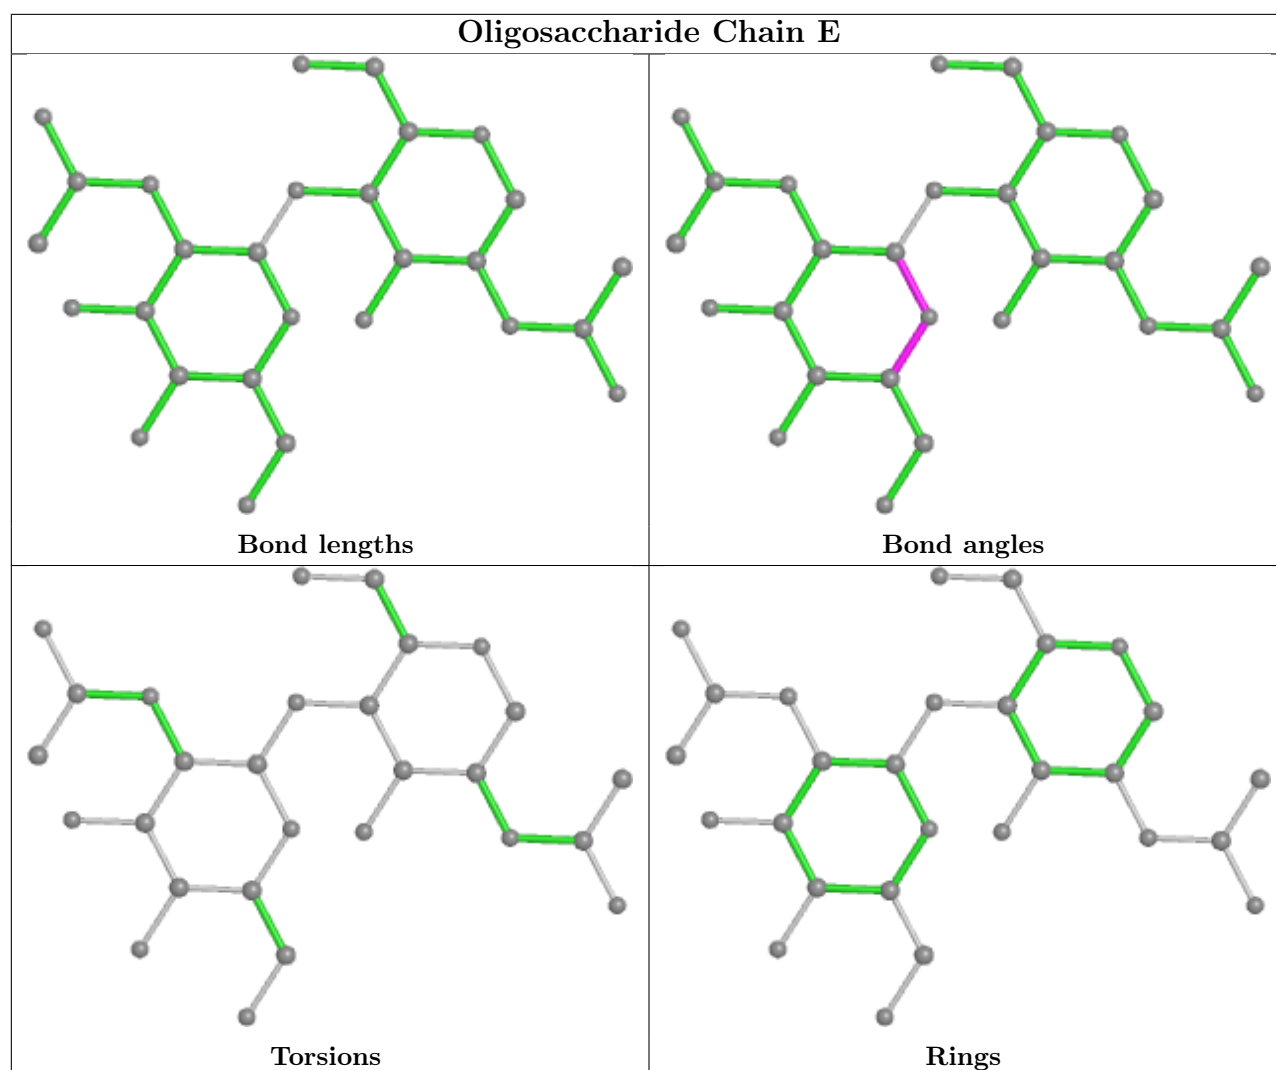 Oligosaccharide Chain E
Bond lengths
Bond angles
Torsions
Rings